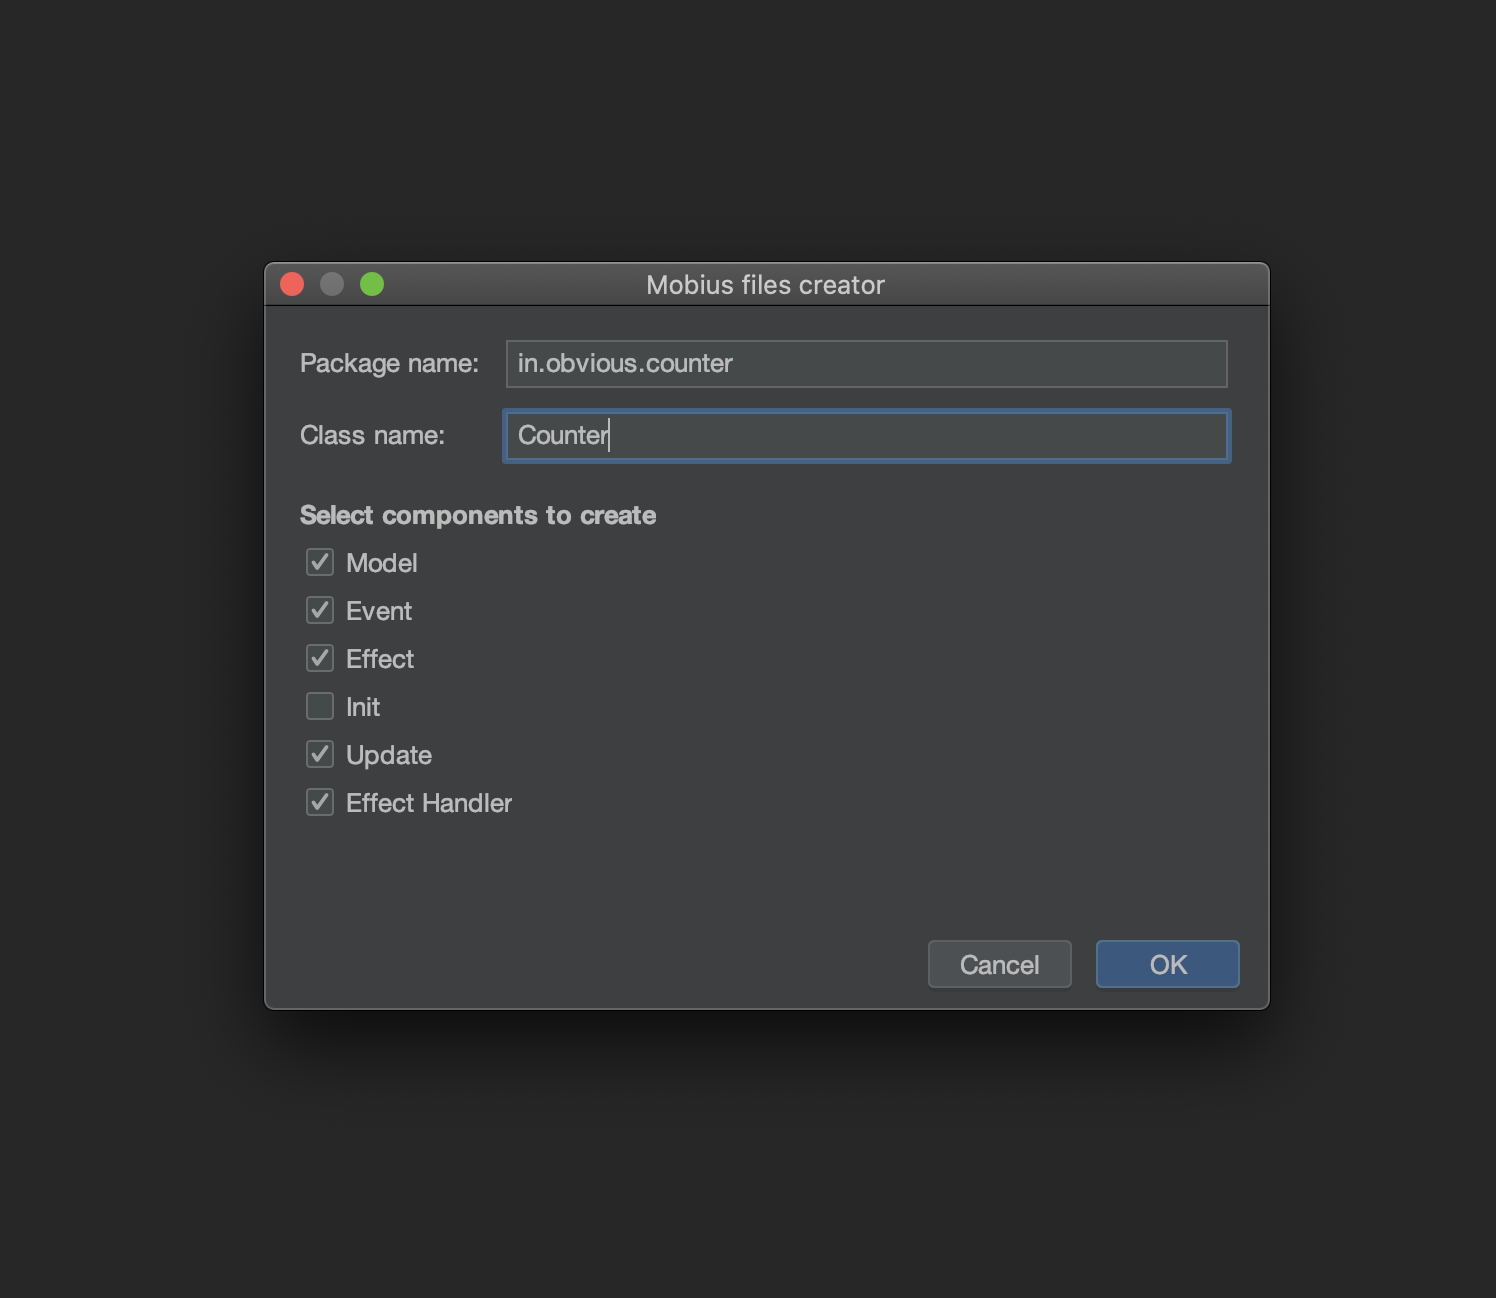 Mobius files creator
Package name: in.obvious.counter
Class name: Counter
Select components to create
Model
Event
Effect
Init
Update
Effect Handler
Cancel OK